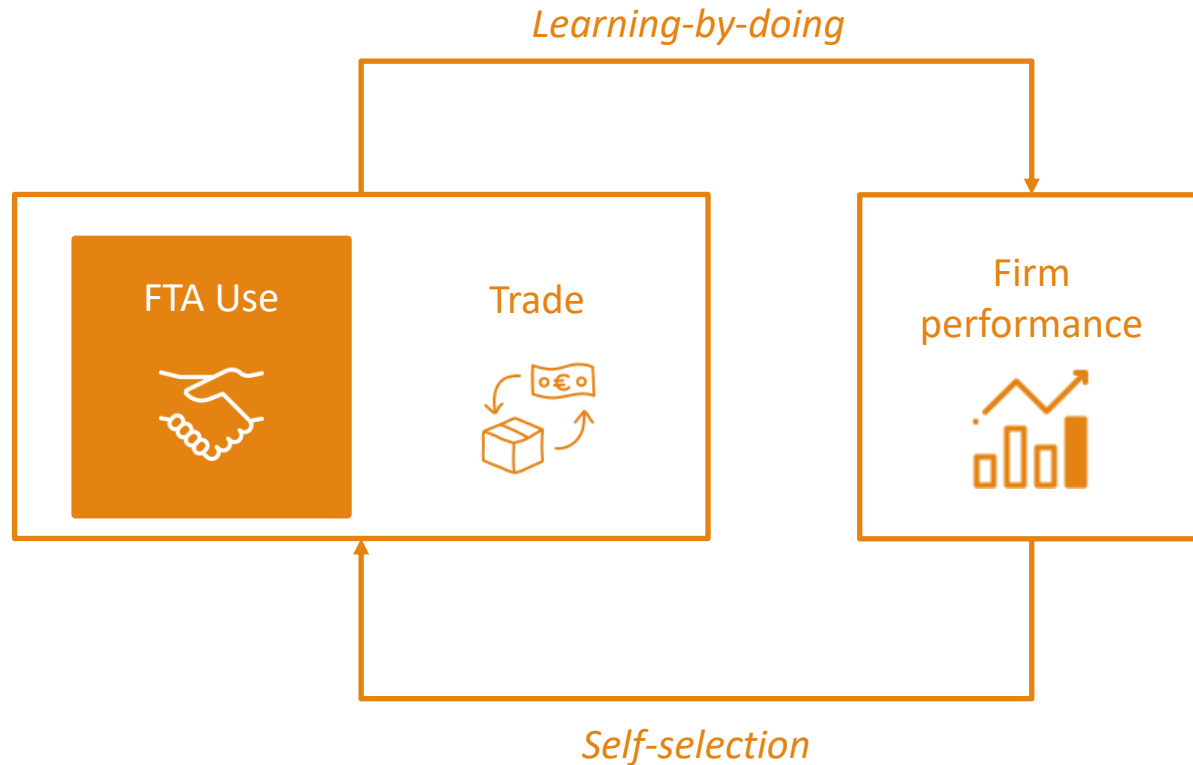 Learning-by-doing
FTA Use
Trade
€
Firm
performance
Self-selection